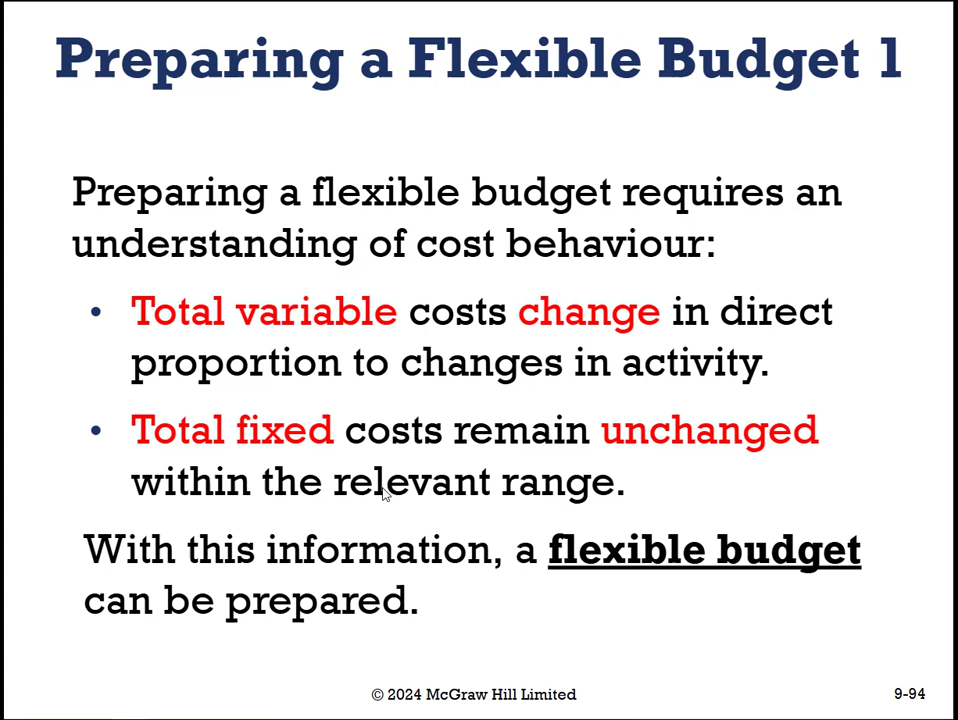 Preparing a Flexible Budget 1
Preparing a flexible budget requires an
understanding of cost behaviour:
• Total variable costs change in direct
proportion to changes in activity.
• Total fixed costs remain unchanged
within the relevant range.
With this information, a flexible budget
can be prepared.
© 2024 McGraw Hill Limited
9-94